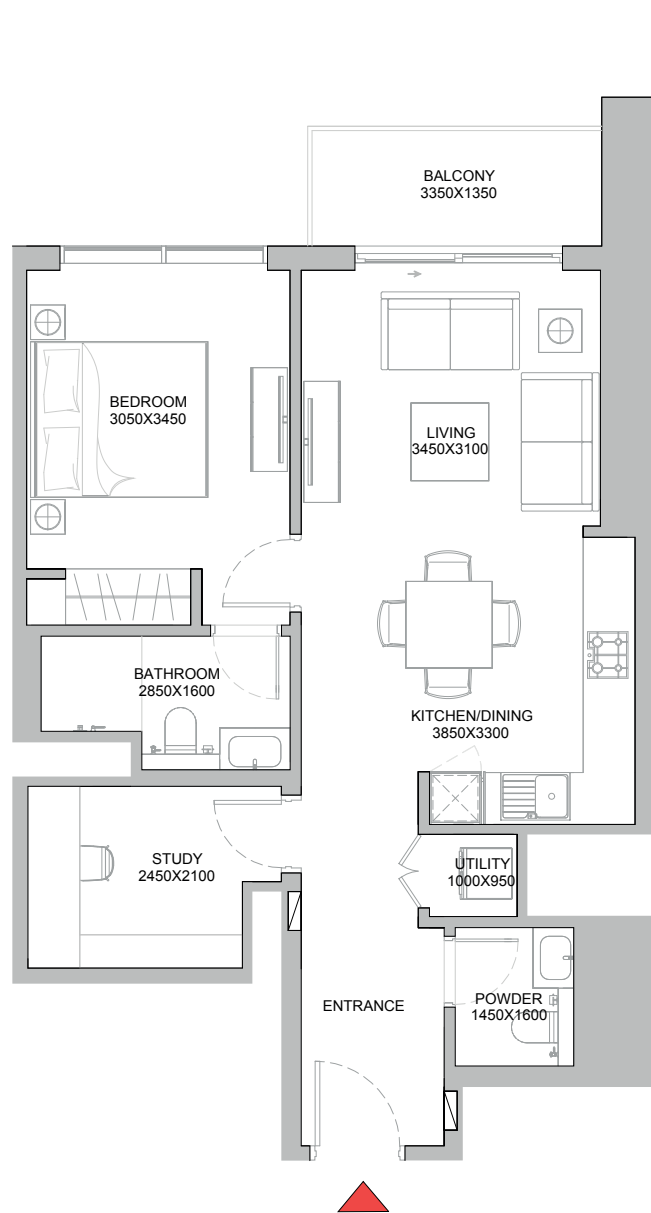 BALCONY
3350X1350
BEDROOM
3050X3450
LIVING
3450X3100
BATHROOM
2850X1600
KITCHEN/DINING
3850X3300
STUDY
2450X2100
UTILITY
1000X950
ENTRANCE
POWDER
1450X1600